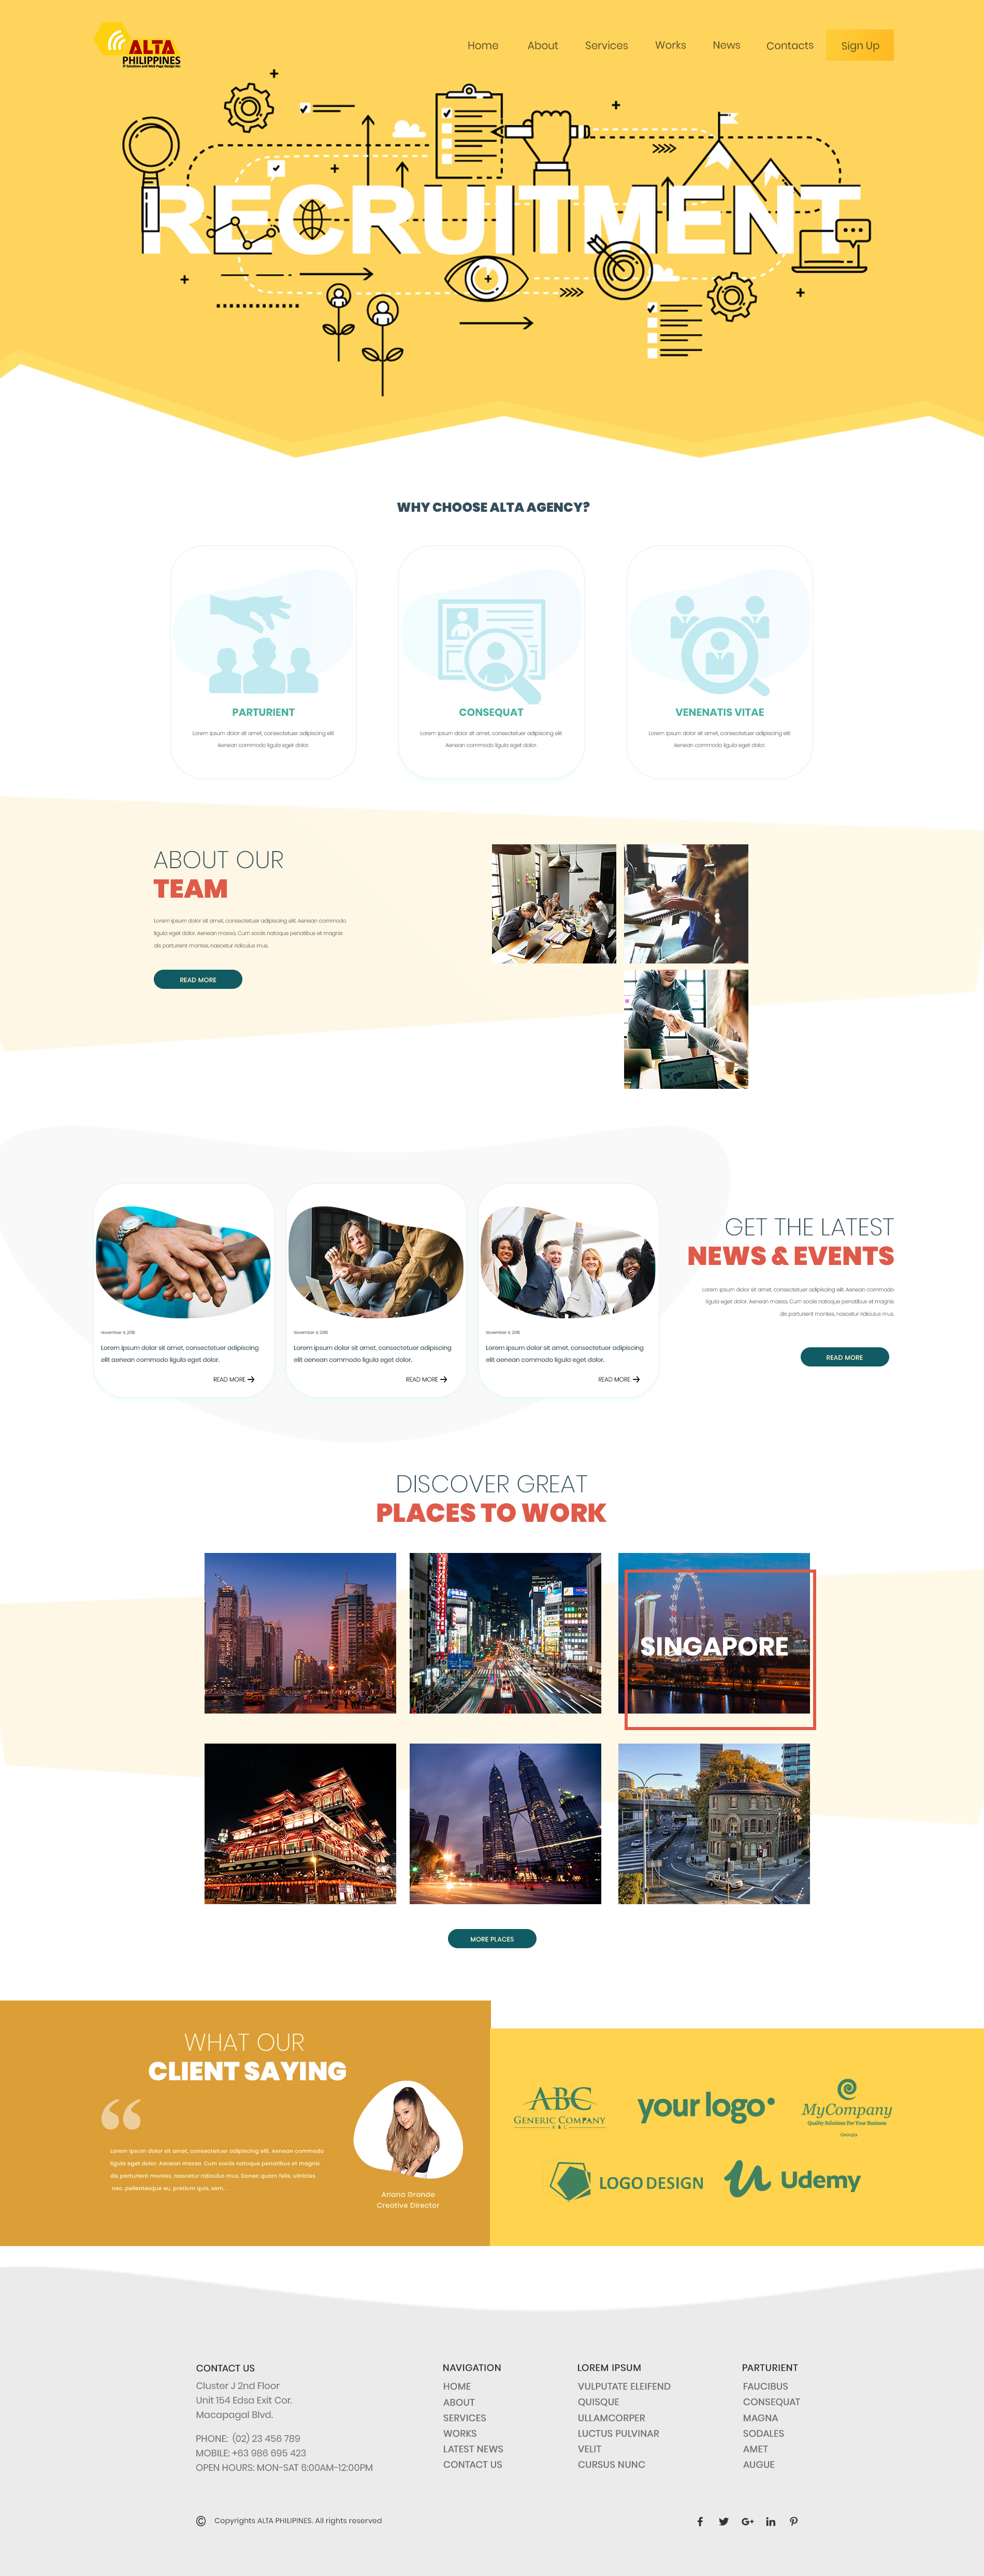 ALTA
PHILIPPINES
IT Solutions and Web Page Design Inc.
Home
About
Services
Works
News
Contacts
Sign Up
RECRUITMENT
WHY CHOOSE ALTA AGENCY?
PARTURIENT
Lorem ipsum dolor sit amet, consectetuer adipiscing elit
Aenean commodo ligula eget dolor.
CONSEQUAT
Lorem ipsum dolor sit amet, consectetuer adipiscing elit
Aenean commodo ligula eget dolor.
VENENATIS VITAE
Lorem ipsum dolor sit amet, consectetuer adipiscing elit
Aenean commodo ligula eget dolor.
ABOUT OUR
TEAM
Lorem ipsum dolor sit amet, consectetuer adipiscing elit. Aenean commodo
ligula eget dolor. Aenean massa. Cum sociis natoque penatibus et magnis
dis parturient montes, nascetur ridiculus mus.
READ MORE
November 4, 2018
Lorem ipsum dolor sit amet, consectetuer adipiscing
elit aenean commodo ligula eget dolor.
READ MORE
November 4, 2018
Lorem ipsum dolor sit amet, consectetuer adipiscing
elit aenean commodo ligula eget dolor.
READ MORE
November 4, 2018
Lorem ipsum dolor sit amet, consectetuer adipiscing
elit aenean commodo ligula eget dolor.
READ MORE
GET THE LATEST
NEWS & EVENTS
Lorem ipsum dolor sit amet, consectetuer adipiscing elit. Aenean commodo
ligula eget dolor. Aenean massa. Cum sociis natoque penatibus et magnis
dis parturient montes, nascetur ridiculus mus.
READ MORE
DISCOVER GREAT
PLACES TO WORK
SINGAPORE
MORE PLACES
WHAT OUR
CLIENT SAYING
Lorem ipsum dolor sit amet, consectetuer adipiscing elit. Aenean commodo
ligula eget dolor. Aenean massa. Cum sociis natoque penatibus et magnis
dis parturient montes, nascetur ridiculus mus. Donec quam felis, ultricies
nec, pellentesque eu, pretium quis, sem...
Ariana Grande
Creative Director
ABC
GENERIC COMPANY
A B C
your logo
MyCompany
Quality Solutions For Your Business
Georgia
LOGO DESIGN
Udemy
CONTACT US
Cluster J 2nd Floor
Unit 154 Edsa Exit Cor.
Macapagal Blvd.
PHONE: (02) 23 456 789
MOBILE: +63 986 695 423
OPEN HOURS: MON-SAT 6:00AM-12:00PM
NAVIGATION
HOME
ABOUT
SERVICES
WORKS
LATEST NEWS
CONTACT US
LOREM IPSUM
VULPUTATE ELEIFEND
QUISQUE
ULLAMCORPER
LUCTUS PULVINAR
VELIT
CURSUS NUNC
PARTURIENT
FAUCIBUS
CONSEQUAT
MAGNA
SODALES
AMET
AUGUE
© Copyrights ALTA PHILIPINES. All rights reserved